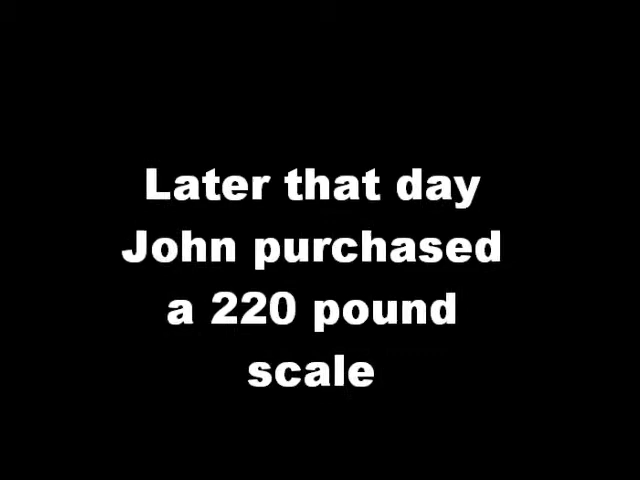 Later that day
John purchased
a 220 pound
scale